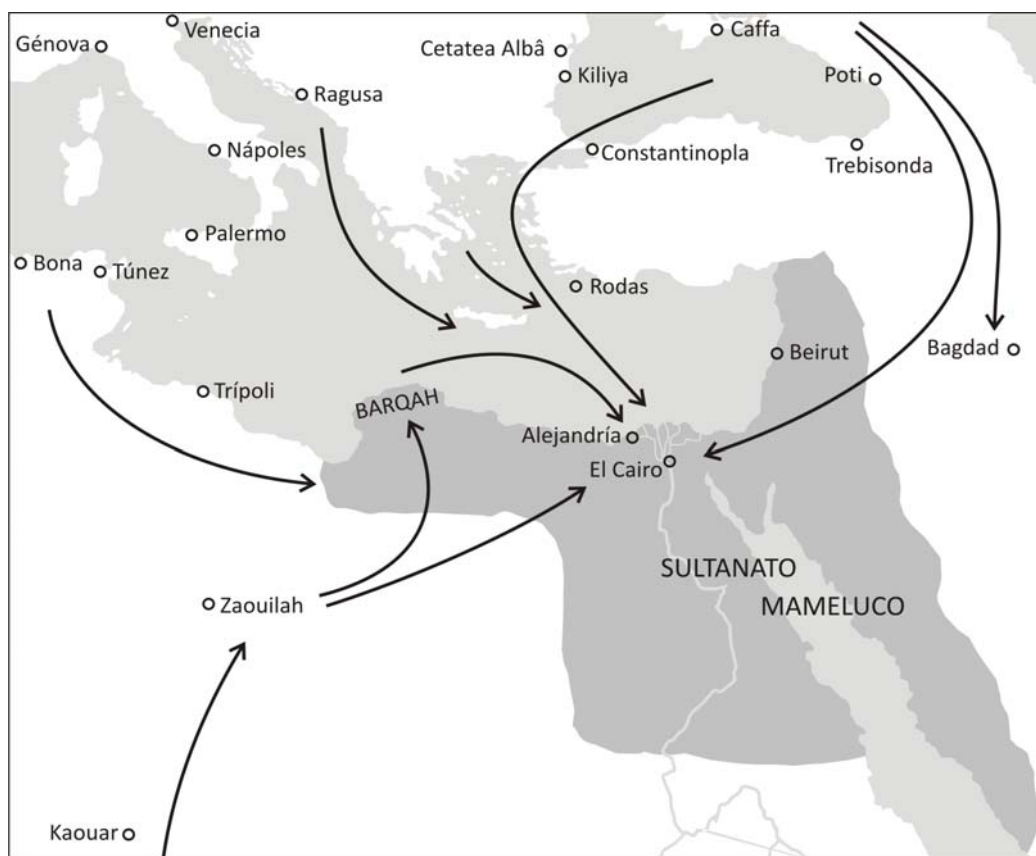 Venecia
Génova
Caffa
Cetatea Albâ
Kiliya
Poti
Ragusa
Nápoles
Constantinopla
Trebisonda
Palermo
Bona
Túnez
Rodas
Beirut
Bagdad
Trípoli
BARQAH
Alejandría
El Cairo
SULTANATO
MAMELUCO
Zaouilah
Kaouar